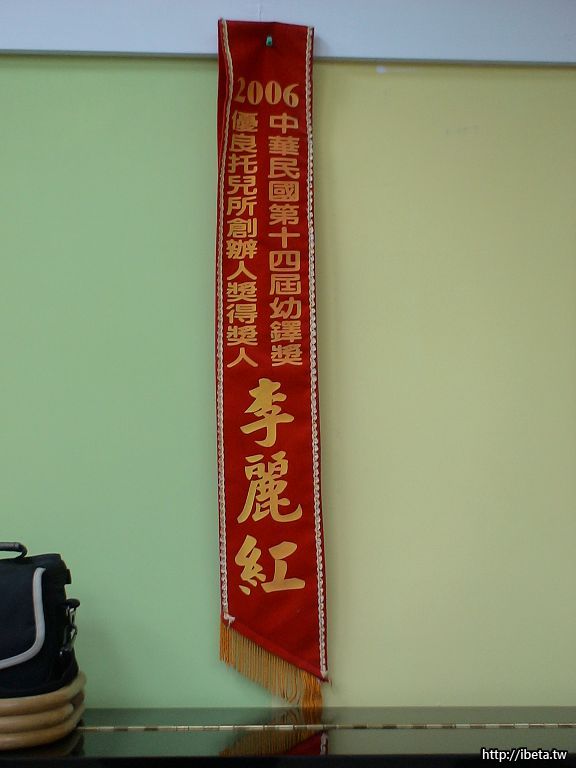 2006
中華民國第十四屆幼鐸獎
優良托兒所創辦人獎得獎人
李麗紅
http://ibeta.tw